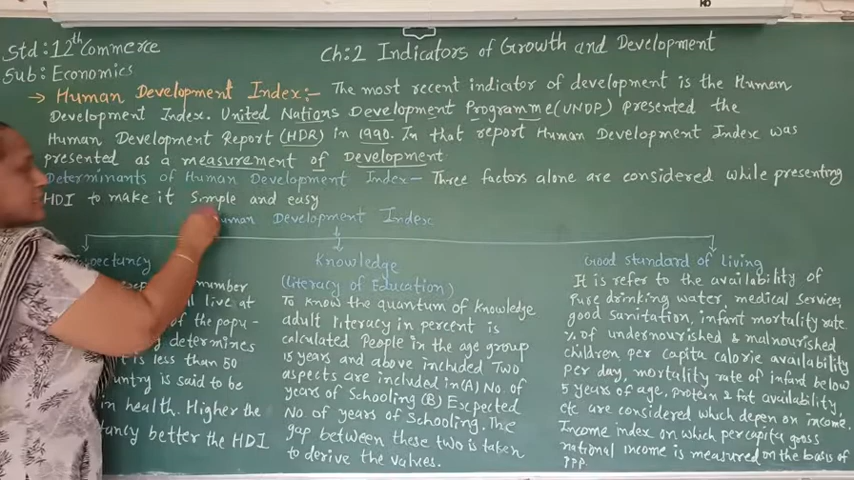 Std: 12th Commerce
Sub: Economics
Ch:2 Indicators of Growth and Development
→ Human Development Index:- The most recent indicator of development is the Human
Development Index. United Nations Development Programme (UNDP) presented the
Human Development Report (HDR) in 1990. In that report Human Development Index was
presented as a measurement of Development
Determinants of Human Development Index- Three factors alone are considered while presenting
HDI to make it Simple and easy
Human Development Index
pectancy
number
live at
of the popu-
determines
is less than 50
untry is said to be
in health. Higher the
tancy better the HDI
Knowledge
(Literacy of Education)
To know the quantum of Knowledge
adult literacy in percent is
calculated People in the age group
15 years and above included Two
aspects are included in (A) No. of
years of Schooling (B) Excpected
No of years of Schooling. The
gap between these two is taken
to derive the values.
Good standard of living
It is refer to the availability of
Pure drinking water, medical Services,
good sanitation, infant mortality rate
% of undernourished & malnourished
children per capita calorie availability
Per day, mortality rate of infant below
5 years of age, protein & fat availability,
etc are considered which depen on income.
Income index on which percapita gross
national income is measured on the basis of
PPP.